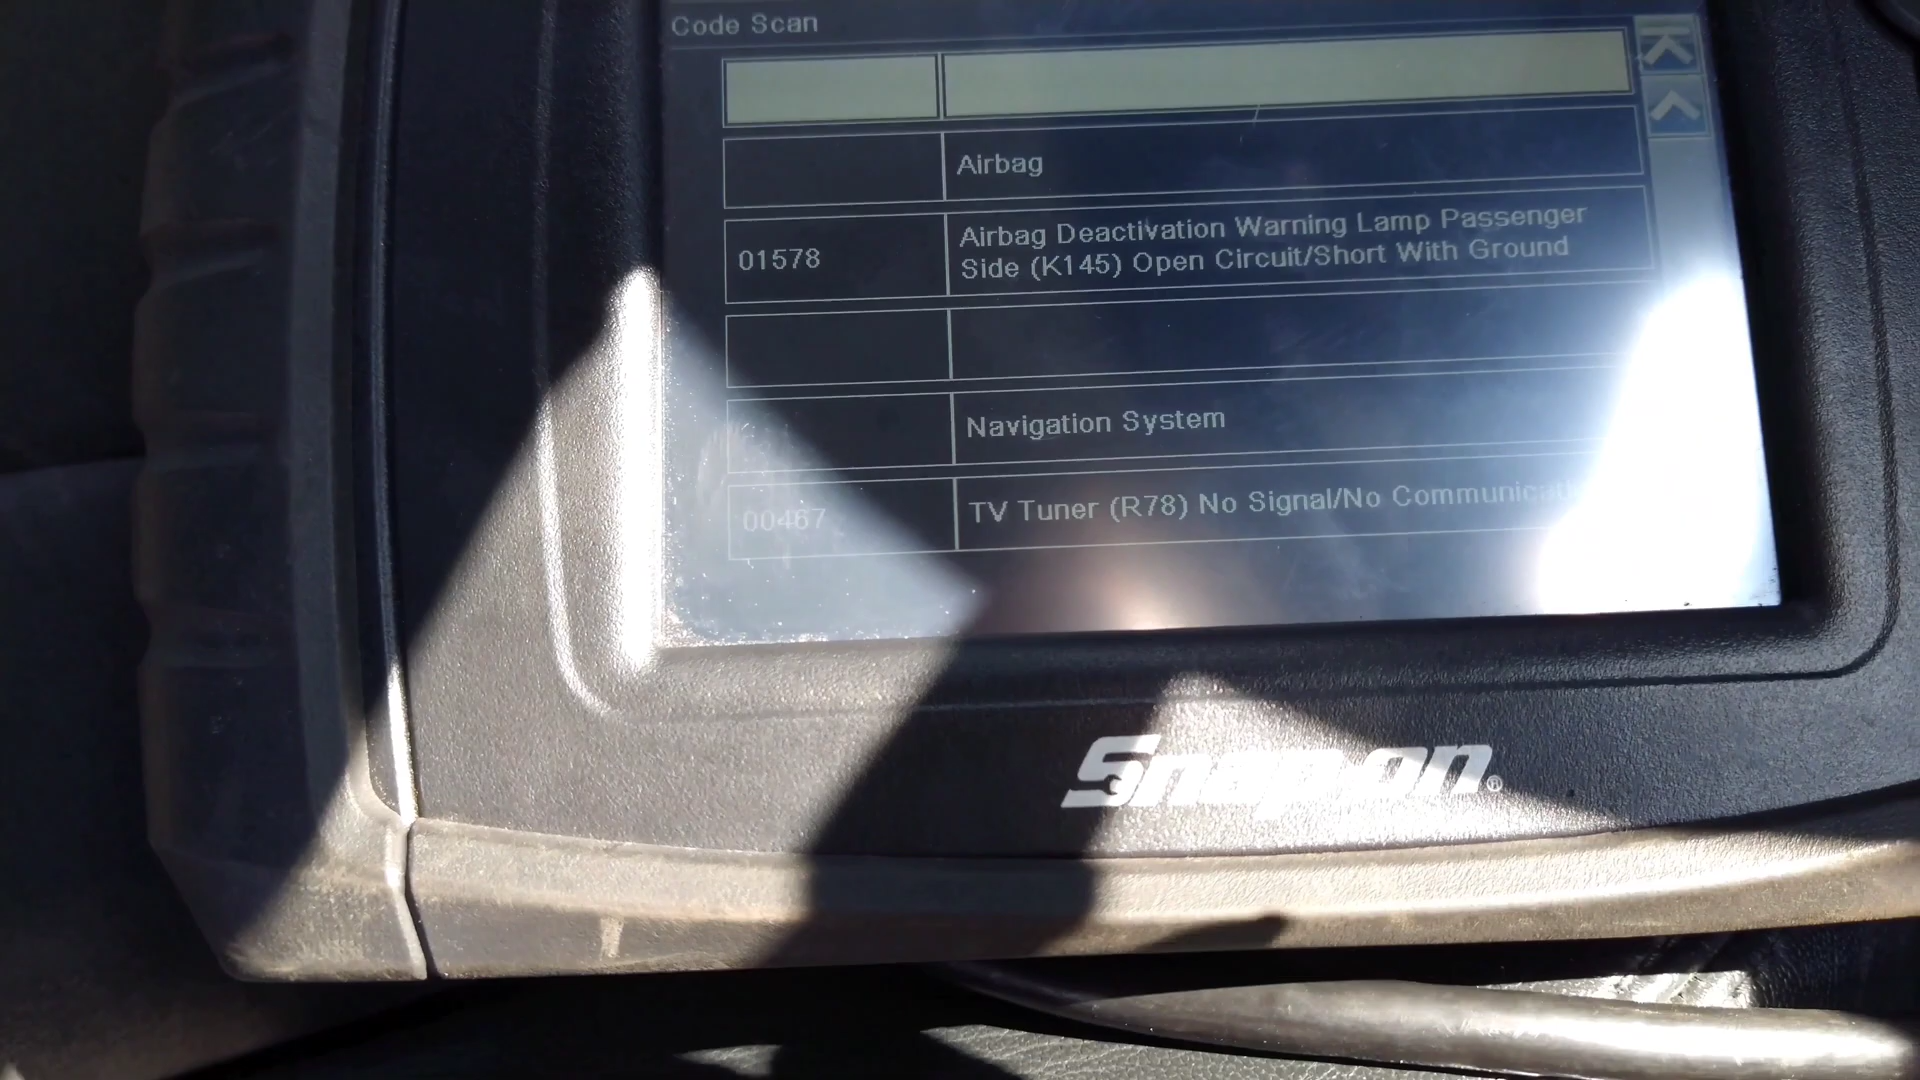 Code Scan
Airbag
01578
Airbag Deactivation Warning Lamp Passenger
Side (K145) Open Circuit/Short With Ground
Navigation System
00467
TV Tuner (R78) No Signal/No
Snap-on®